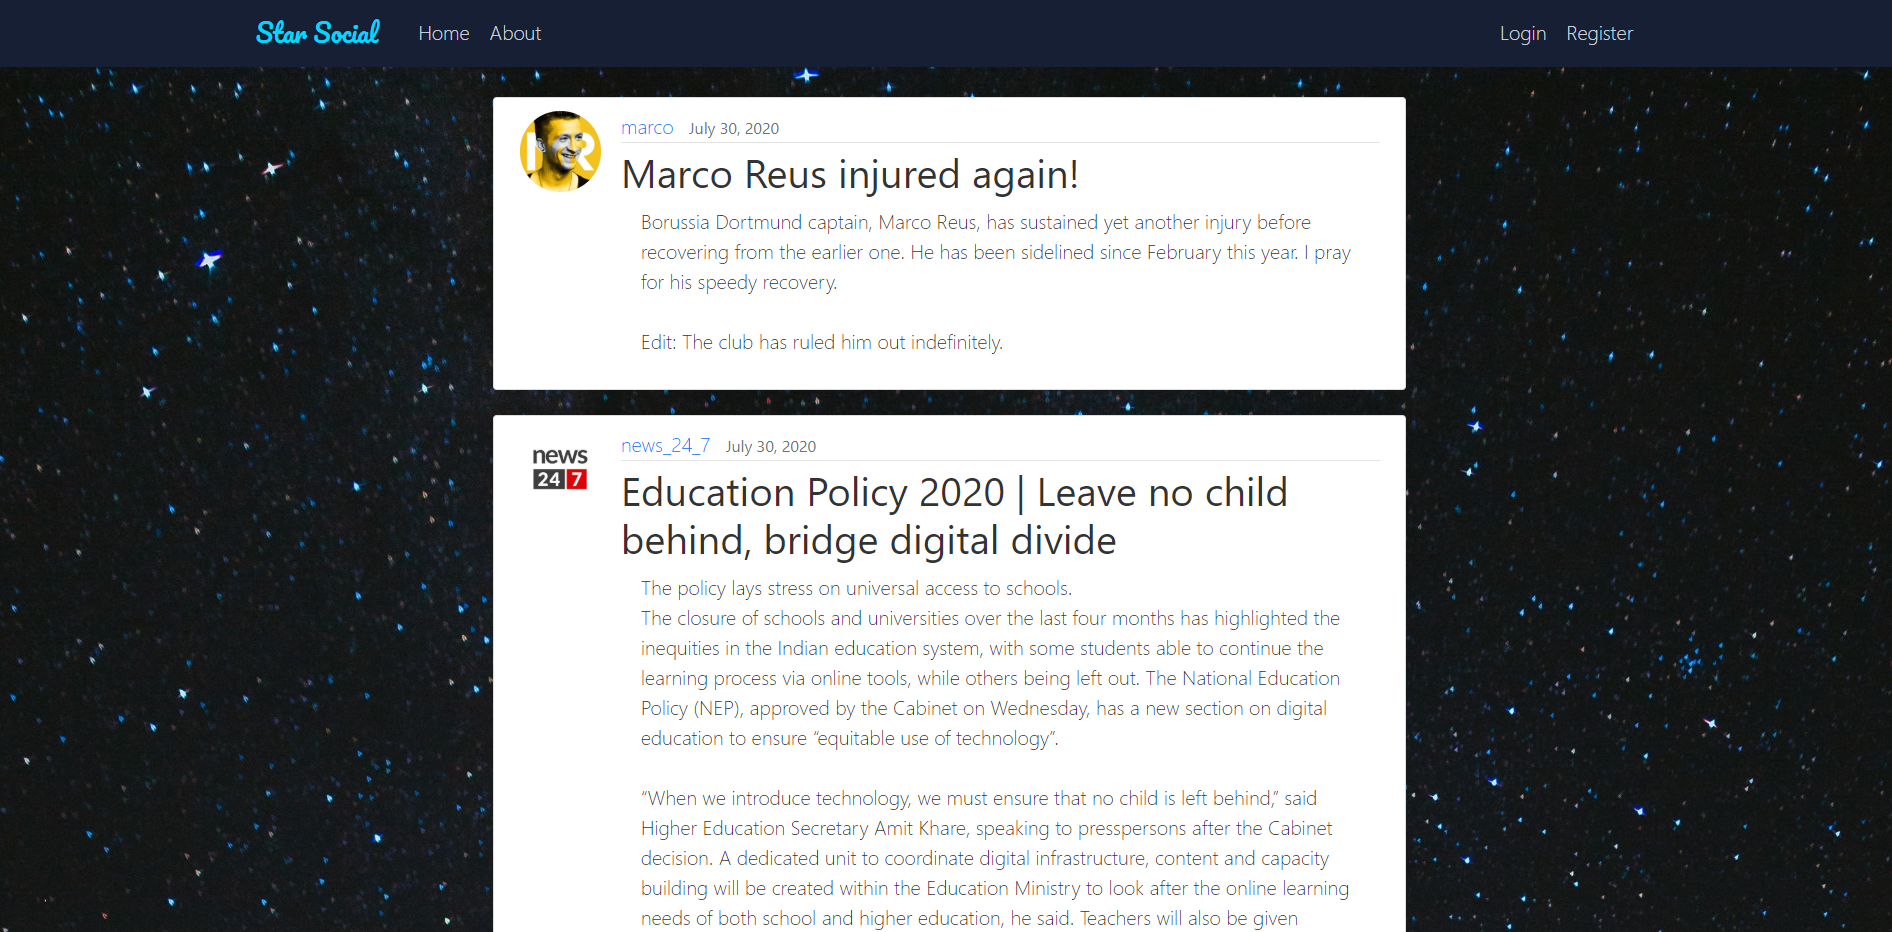 Star Social Home About Login Register
marco July 30, 2020
Marco Reus injured again!
Borussia Dortmund captain, Marco Reus, has sustained yet another injury before
recovering from the earlier one. He has been sidelined since February this year. I pray
for his speedy recovery.
Edit: The club has ruled him out indefinitely.
news_24_7 July 30, 2020
news
24 7
Education Policy 2020 | Leave no child
behind, bridge digital divide
The policy lays stress on universal access to schools.
The closure of schools and universities over the last four months has highlighted the
inequities in the Indian education system, with some students able to continue the
learning process via online tools, while others being left out. The National Education
Policy (NEP), approved by the Cabinet on Wednesday, has a new section on digital
education to ensure “equitable use of technology”.
“When we introduce technology, we must ensure that no child is left behind,” said
Higher Education Secretary Amit Khare, speaking to presspersons after the Cabinet
decision. A dedicated unit to coordinate digital infrastructure, content and capacity
building will be created within the Education Ministry to look after the online learning
needs of both school and higher education, he said. Teachers will also be given